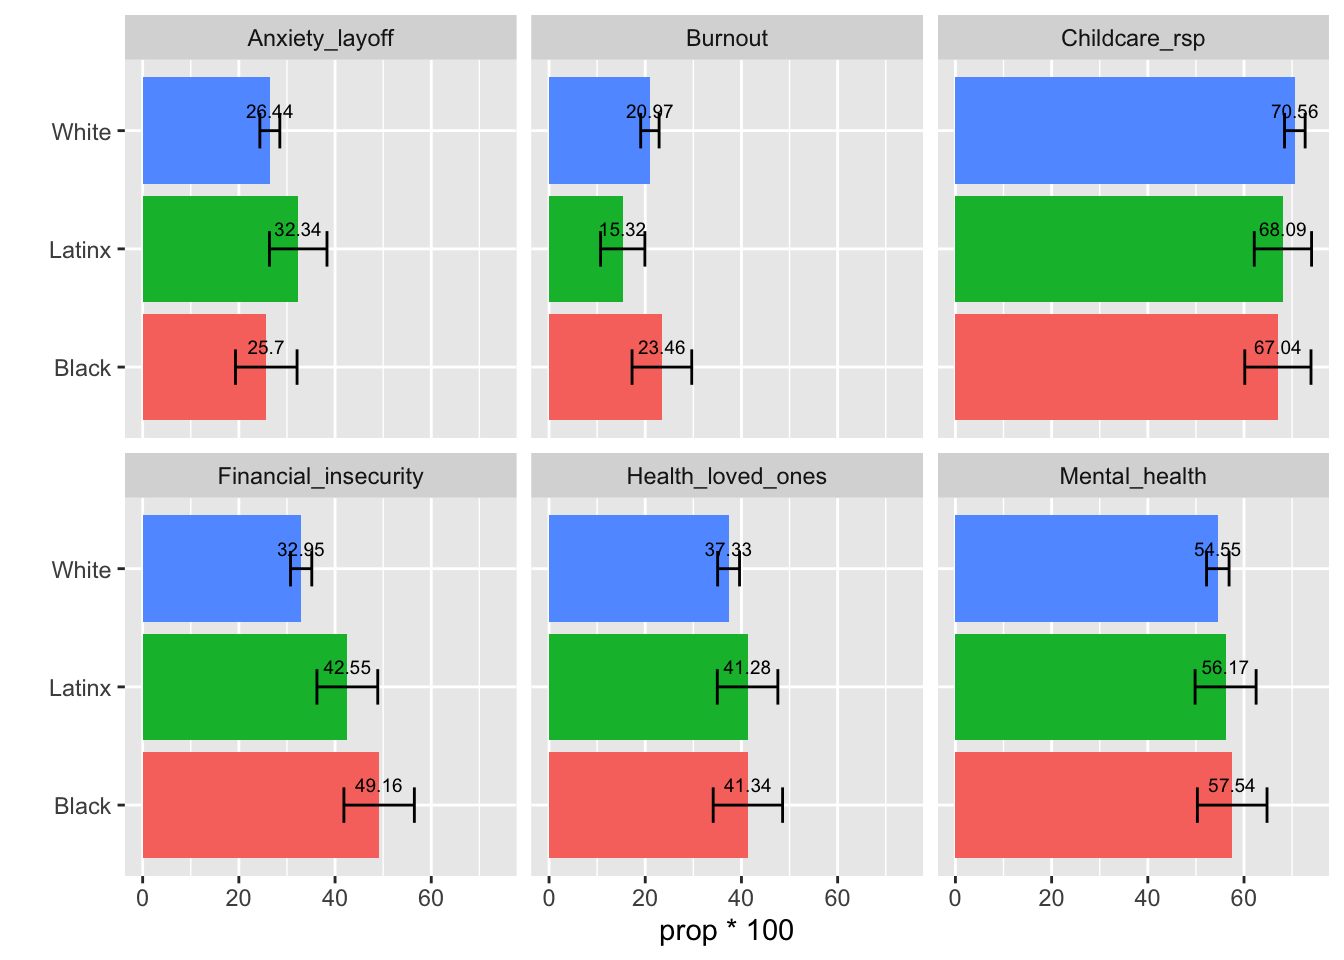 Anxiety_layoff Burnout Childcare_rsp
White 26.44 20.97 70.56
Latinx 32.34 15.32 68.09
Black 25.7 23.46 67.04
Financial_insecurity Health_loved_ones Mental_health
White 32.95 37.33 54.55
Latinx 42.55 41.28 56.17
Black 49.16 41.34 57.54
0 20 40 60 0 20 40 60 0 20 40 60
prop * 100